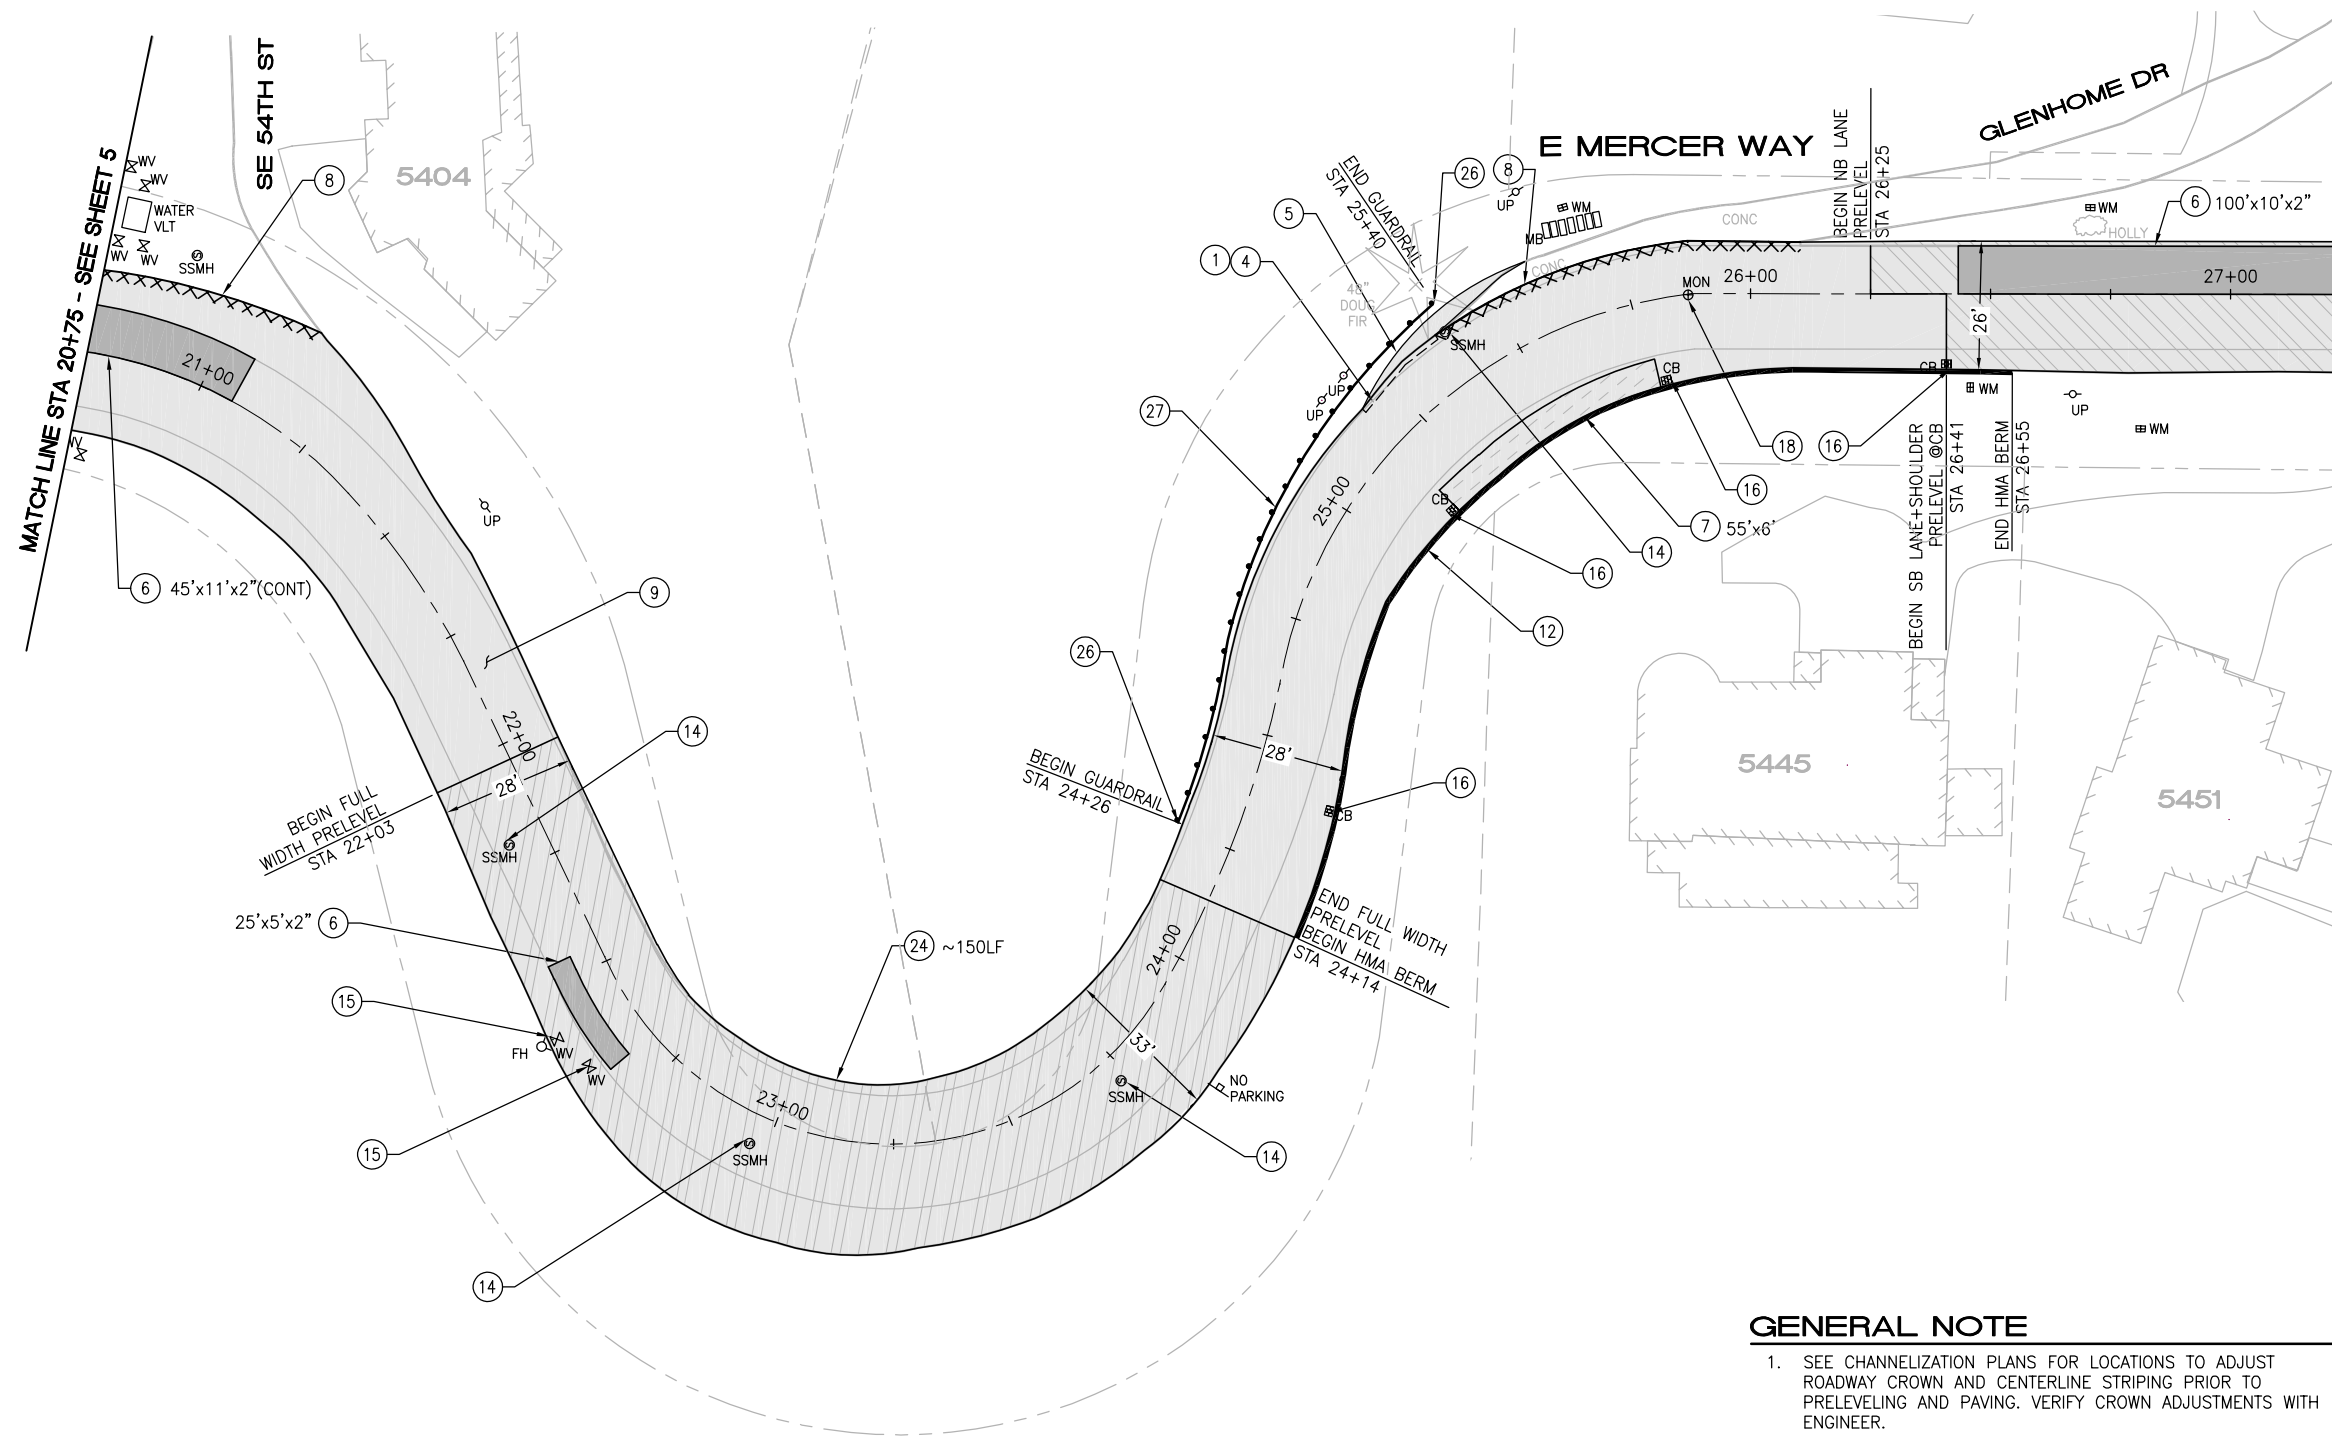 MATCH LINE STA 20+75 - SEE SHEET 5
SE 54TH ST
WV
WV
WATER
VLT
WV
WV
SSMH
8
5404
21+00
6 45'x11'x2"(CONT)
UP
9
22+00
14
28'
BEGIN FULL
WIDTH PRELEVEL
STA 22+03
SSMH
25'x5'x2" 6
15
FH
WV
WV
15
14
SSMH
23+00
24 ~150LF
24+00
33'
SSMH
NO
PARKING
14
END FULL WIDTH
PRELEVEL
BEGIN HMA BERM
STA 24+14
BEGIN GUARDRAIL
STA 24+26
26
28'
16
CB
27
25+00
UP
UP
1 4
5
END GUARDRAIL
STA 25+40
26
8
UP
48"
DOUG
FIR
SSMH
E MERCER WAY
WM
MB
CONC
CONC
GLENHOME DR
MON
26+00
BEGIN NB LANE
PRELEVEL
STA 26+25
WM
HOLLY
6 100'x10'x2"
27+00
26'
CB
CB
CB
WM
UP
WM
18
16
16
16
14
7 55'x6'
12
BEGIN SB LANE+SHOULDER
PRELEVEL @CB
STA 26+41
END HMA BERM
STA 26+55
5445
5451
GENERAL NOTE
1. SEE CHANNELIZATION PLANS FOR LOCATIONS TO ADJUST
ROADWAY CROWN AND CENTERLINE STRIPING PRIOR TO
PRELEVELING AND PAVING. VERIFY CROWN ADJUSTMENTS WITH
ENGINEER.